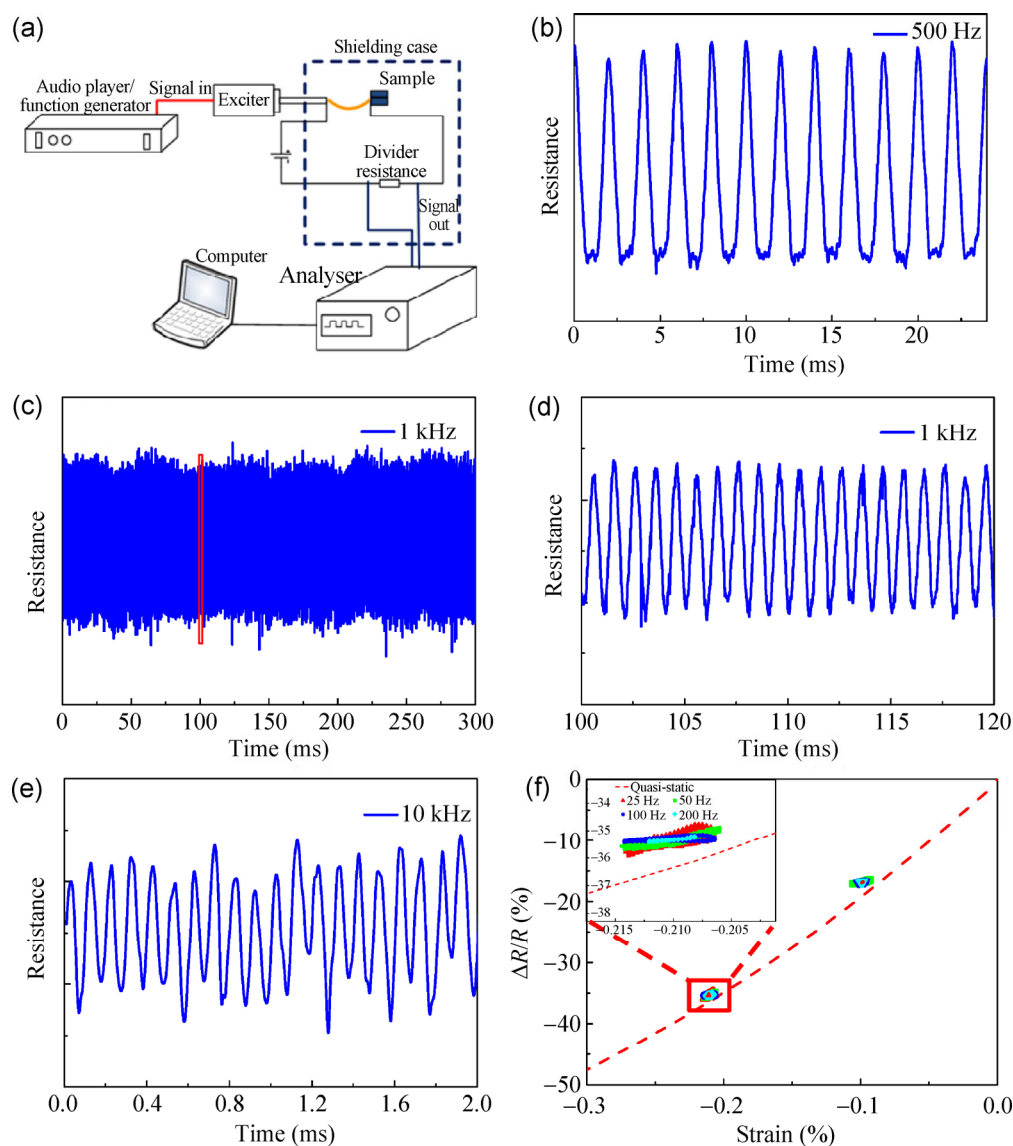 (a)
Shielding case
Sample
Audio player/
function generator
Signal in
Exciter
Divider
resistance
Signal
out
Computer
Analyser
(b)
500 Hz
Resistance
0 5 10 15 20
Time (ms)
(c)
1 kHz
Resistance
0 50 100 150 200 250 300
Time (ms)
(d)
1 kHz
Resistance
100 105 110 115 120
Time (ms)
(e)
10 kHz
Resistance
0.0 0.4 0.8 1.2 1.6 2.0
Time (ms)
(f)
0
−10
−20
−30
−40
−50
ΔR/R (%)
Quasi-static
25 Hz 50 Hz
100 Hz 200 Hz
−34
−35
−36
−37
−38
−0.215 −0.210 −0.205
−0.3 −0.2 −0.1 0.0
Strain (%)